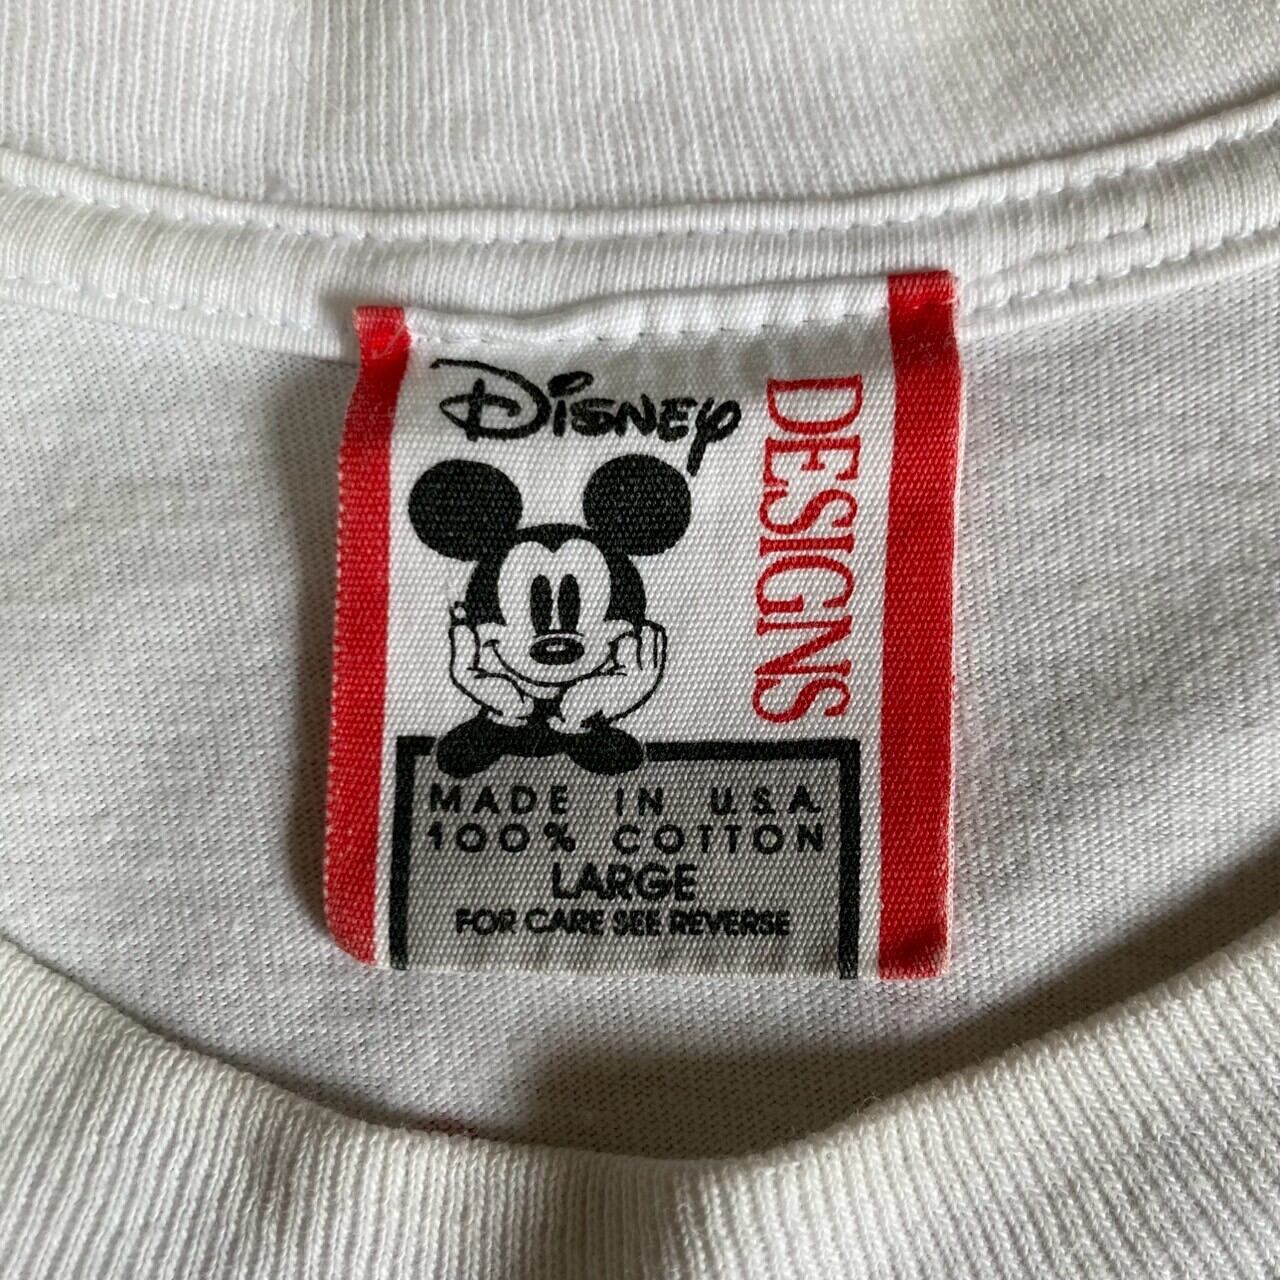 Disney
DESIGNS
MADE IN U.S.A.
100% COTTON
LARGE
FOR CARE SEE REVERSE